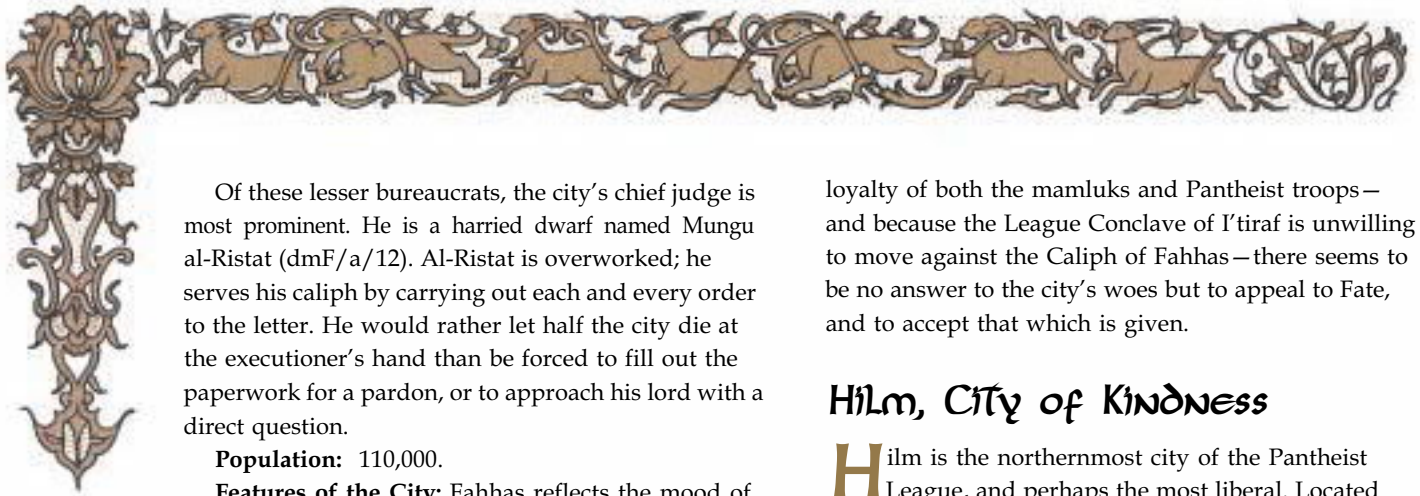 Of these lesser bureaucrats, the city's chief judge is
most prominent. He is a harried dwarf named Mungu
al-Ristat (dmF/a/12). Al-Ristat is overworked; he
serves his caliph by carrying out each and every order
to the letter. He would rather let half the city die at
the executioner's hand than be forced to fill out the
paperwork for a pardon, or to approach his lord with a
direct question.
Population: 110,000.
Features of the City: Fahhas reflects the mood of
loyalty of both the mamluks and Pantheist troops—
and because the League Conclave of I'tiraf is unwilling
to move against the Caliph of Fahhas—there seems to
be no answer to the city's woes but to appeal to Fate,
and to accept that which is given.
Hilm, City of Kindness
Hilm is the northernmost city of the Pantheist
League, and perhaps the most liberal. Located